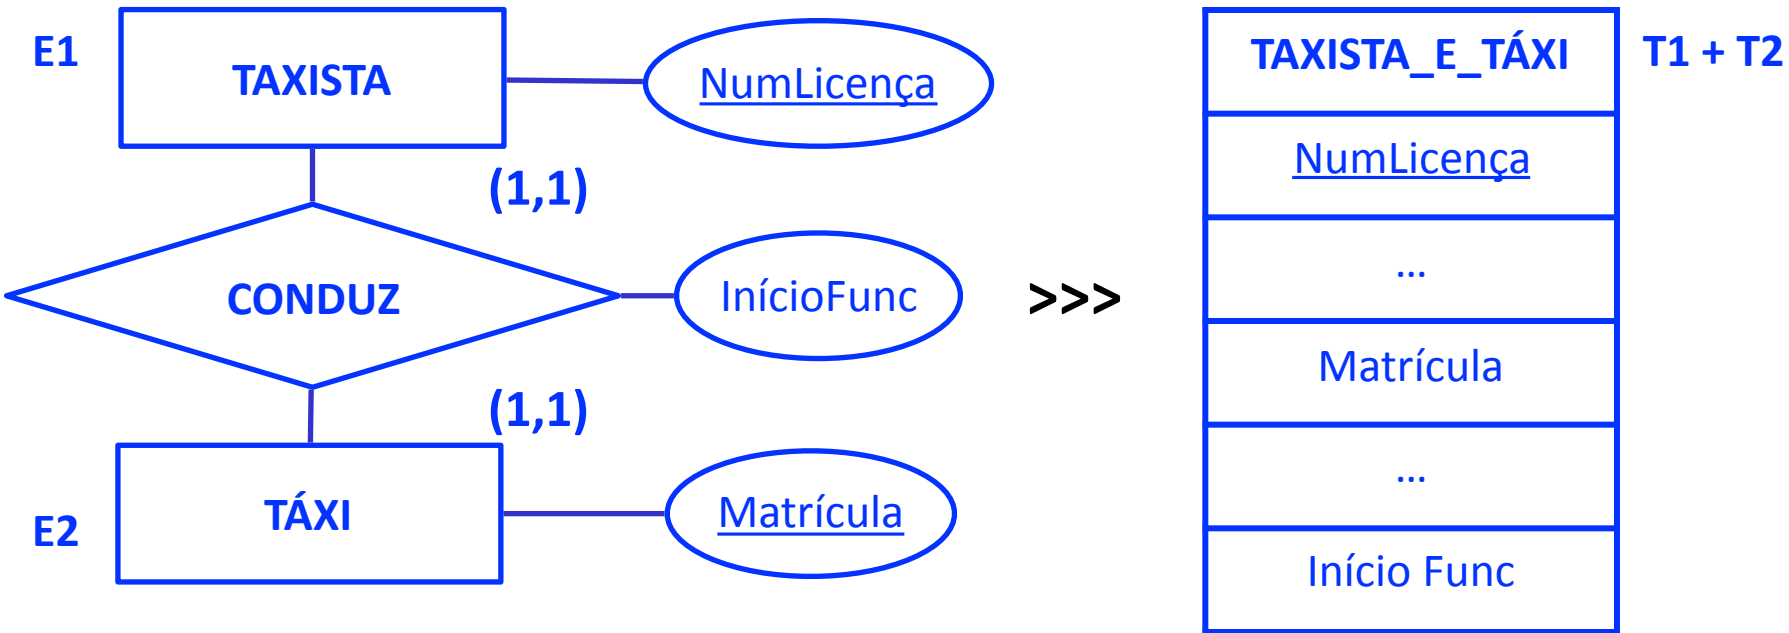 E1
TAXISTA
NumLicença
(1,1)
CONDUZ
InícioFunc
(1,1)
E2
TÁXI
Matrícula
>>>
TAXISTA_E_TÁXI
T1 + T2
NumLicença
...
Matrícula
...
Início Func